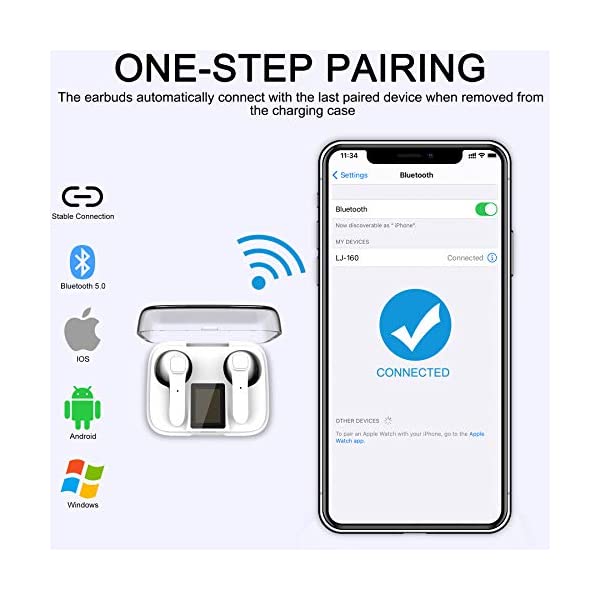 ONE-STEP PAIRING
The earbuds automatically connect with the last paired device when removed from
the charging case
Stable Connection
Bluetooth 5.0
IOS
Android
Windows
11:34
Settings
Bluetooth
Bluetooth
Now discoverable as " iPhone".
MY DEVICES
LJ-160 Connected
CONNECTED
OTHER DEVICES
To pair an Apple Watch with your iPhone, go to the Apple
Watch app.